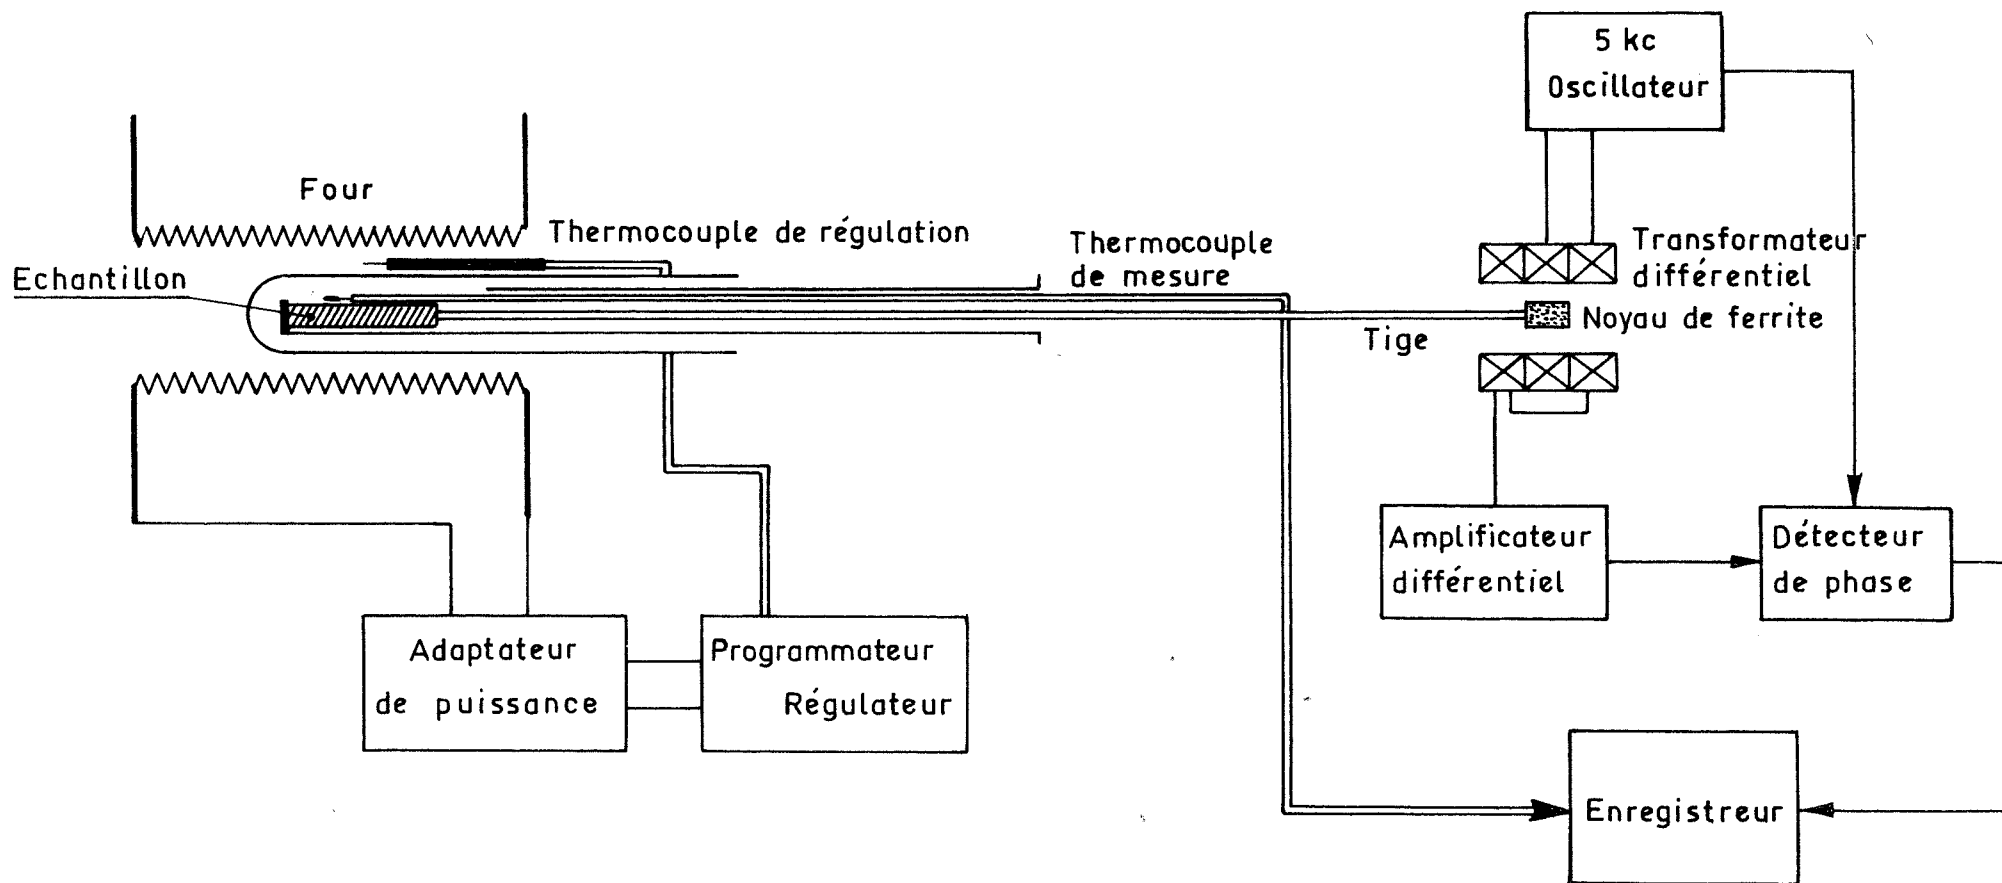 5 kc
Oscillateur
Four
Thermocouple de régulation
Thermocouple
de mesure
Transformateur
différentiel
Echantillon
Noyau de ferrite
Tige
Amplificateur
différentiel
Détecteur
de phase
Adaptateur
de puissance
Programmateur
Régulateur
Enregistreur